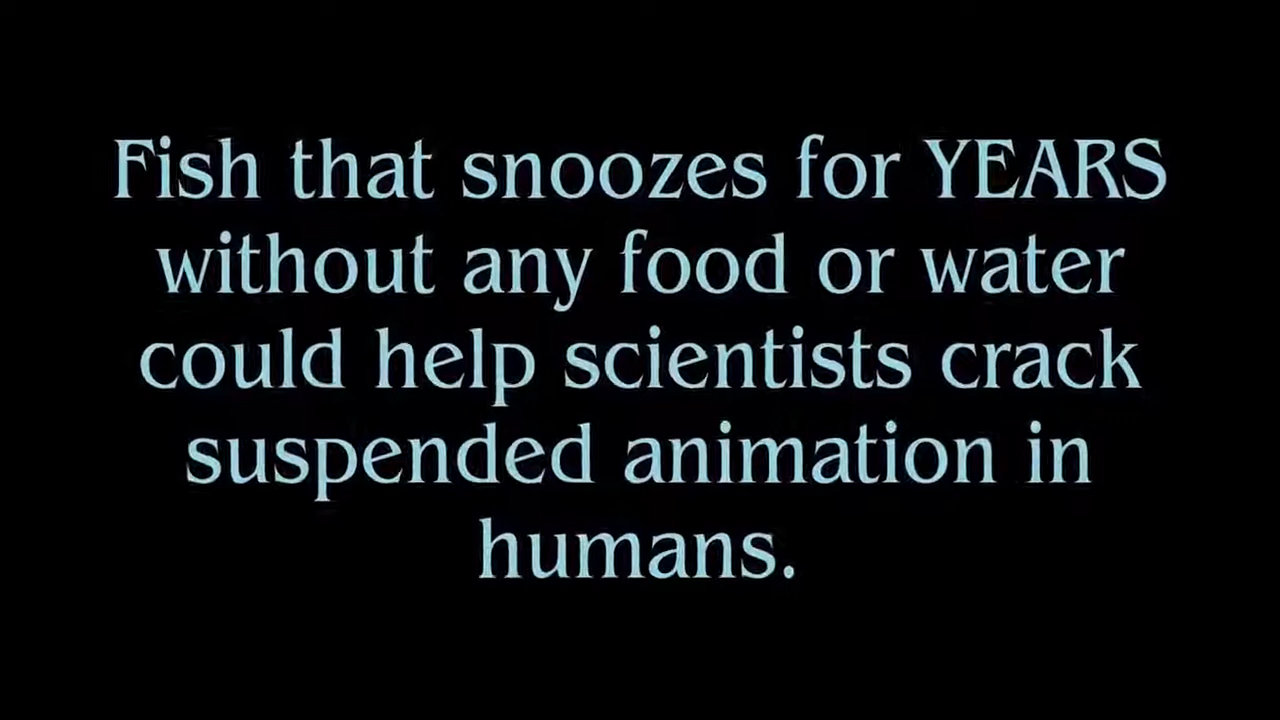 Fish that snoozes for YEARS
without any food or water
could help scientists crack
suspended animation in
humans.